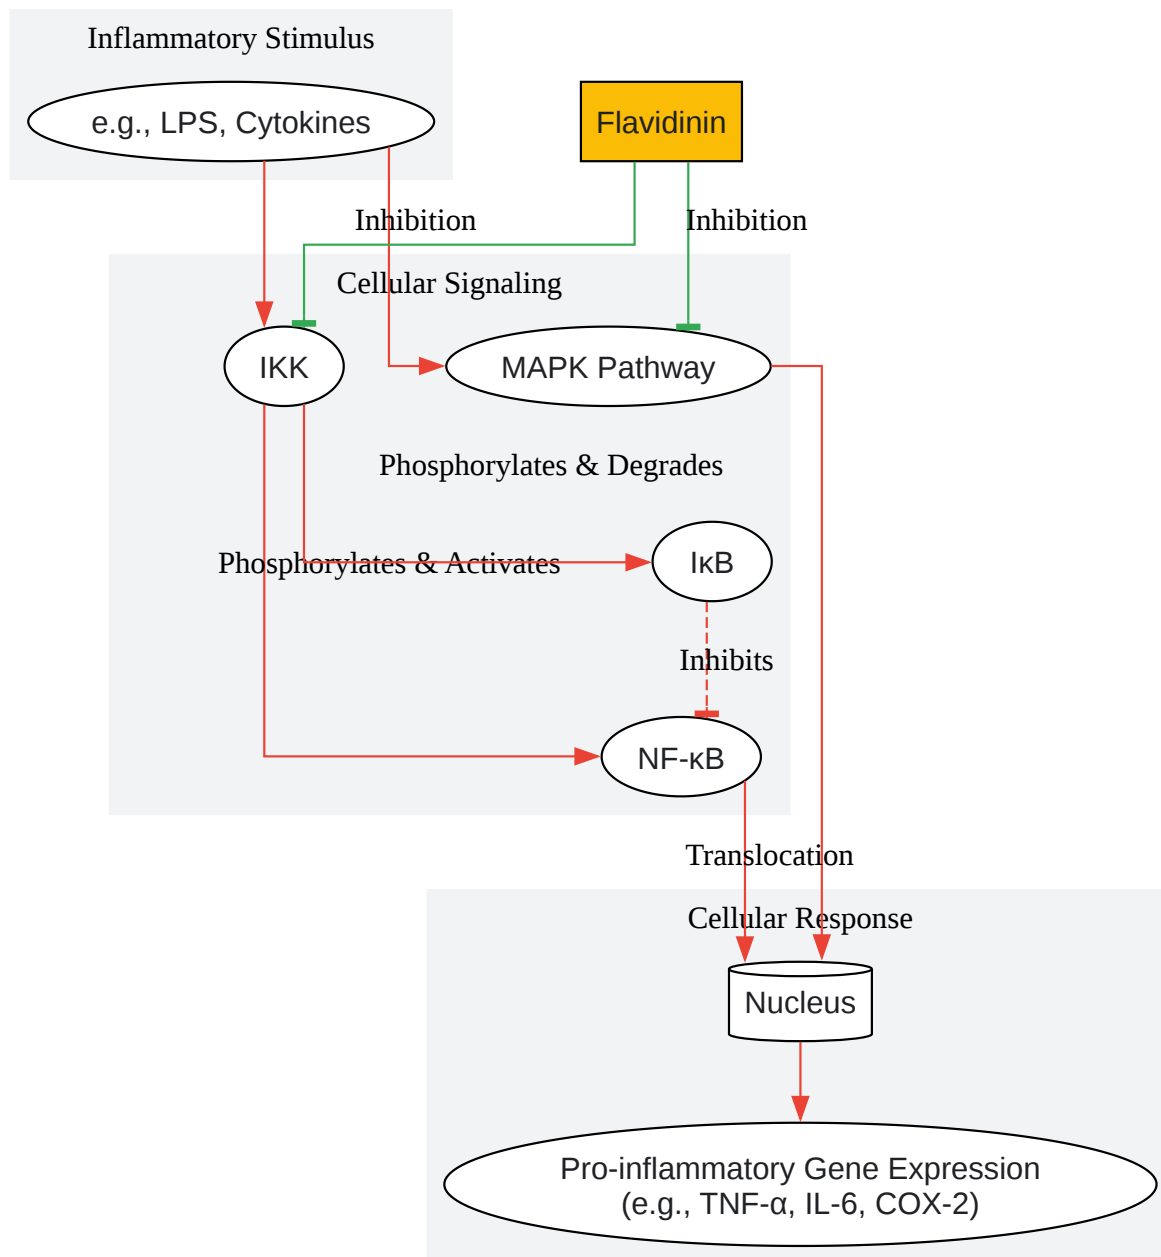 Inflammatory Stimulus
e.g., LPS, Cytokines
Flavidinin
Inhibition
Inhibition
Cellular Signaling
IKK
MAPK Pathway
Phosphorylates & Degrades
Phosphorylates & Activates
IκB
Inhibits
NF-κB
Translocation
Cellular Response
Nucleus
Pro-inflammatory Gene Expression
(e.g., TNF-α, IL-6, COX-2)